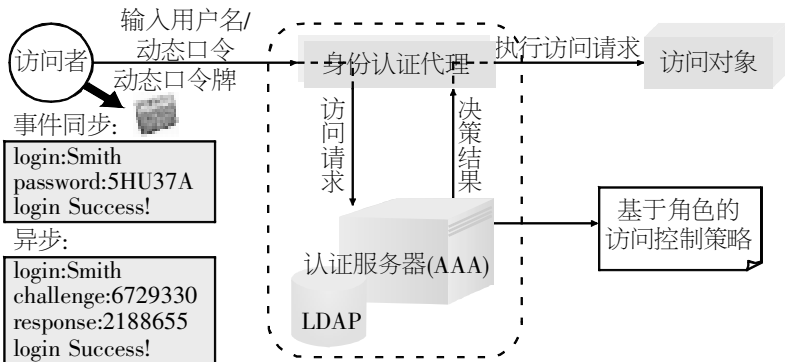 访问者
输入用户名/
动态口令
动态口令牌
身份认证代理
执行访问请求
访问对象
访问请求
决策结果
事件同步:
login:Smith
password:5HU37A
login Success!
异步:
login:Smith
challenge:6729330
response:2188655
login Success!
认证服务器(AAA)
LDAP
基于角色的
访问控制策略